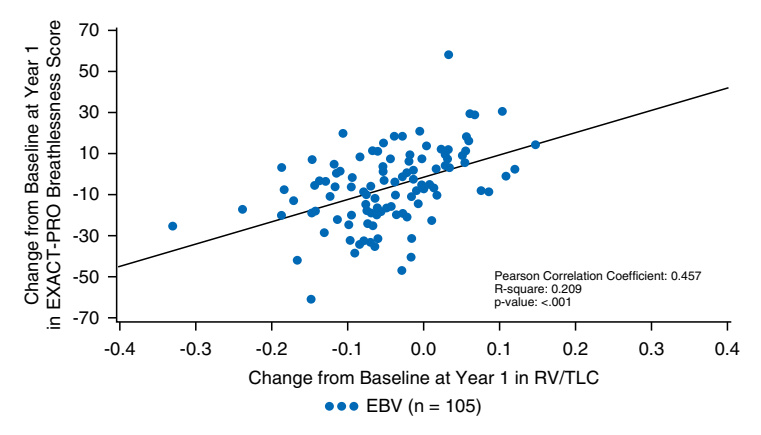 Change from Baseline at Year 1
in EXACT-PRO Breathlessness Score
70
50
30
10
-10
-30
-50
-70
Pearson Correlation Coefficient: 0.457
R-square: 0.209
p-value: <.001
-0.4 -0.3 -0.2 -0.1 0.0 0.1 0.2 0.3 0.4
Change from Baseline at Year 1 in RV/TLC
EBV (n = 105)